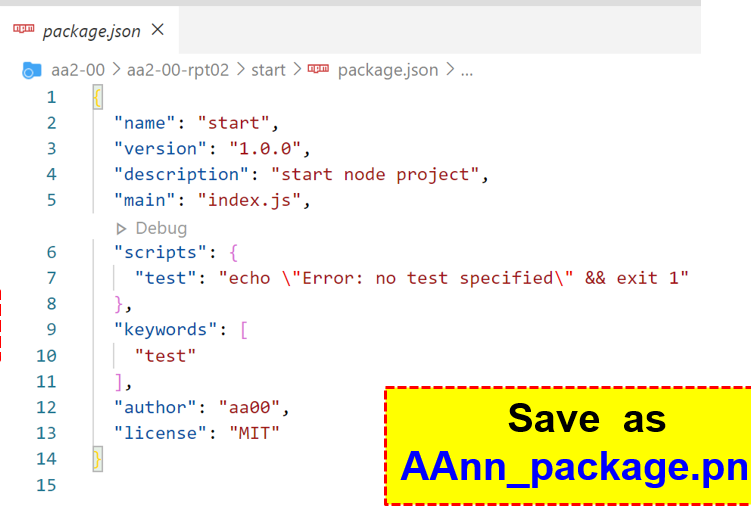 package.json
aa2-00 > aa2-00-rpt02 > start > package.json > ...
1 {
2 "name": "start",
3 "version": "1.0.0",
4 "description": "start node project",
5 "main": "index.js",
Debug
6 "scripts": {
7 "test": "echo \"Error: no test specified\" && exit 1"
8 },
9 "keywords": [
10 "test"
11 ],
12 "author": "aa00",
13 "license": "MIT"
14 }
15
Save as
AAnn_package.pn